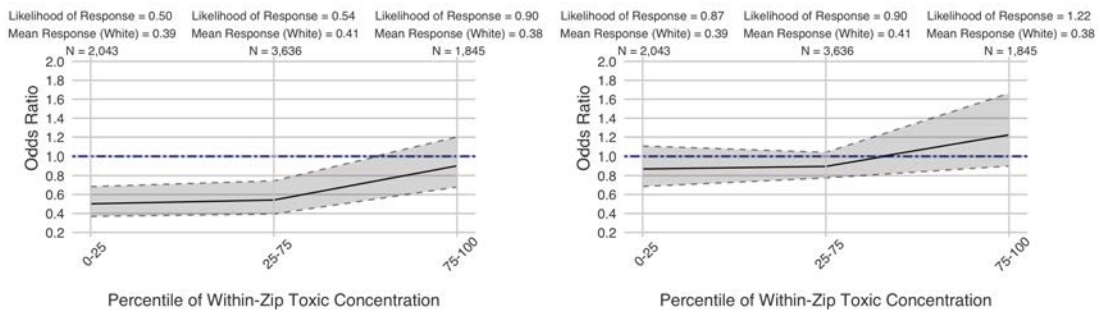 Likelihood of Response = 0.50 Likelihood of Response = 0.54 Likelihood of Response = 0.90
Mean Response (White) = 0.39 Mean Response (White) = 0.41 Mean Response (White) = 0.38
N = 2,043 N = 3,636 N = 1,845
2.0
1.8
1.6
1.4
1.2
1.0
0.8
0.6
0.4
0.2
Odds Ratio
0-25 25-75 75-100
Percentile of Within-Zip Toxic Concentration
Likelihood of Response = 0.87 Likelihood of Response = 0.90 Likelihood of Response = 1.22
Mean Response (White) = 0.39 Mean Response (White) = 0.41 Mean Response (White) = 0.38
N = 2,043 N = 3,636 N = 1,845
2.0
1.8
1.6
1.4
1.2
1.0
0.8
0.6
0.4
0.2
Odds Ratio
0-25 25-75 75-100
Percentile of Within-Zip Toxic Concentration